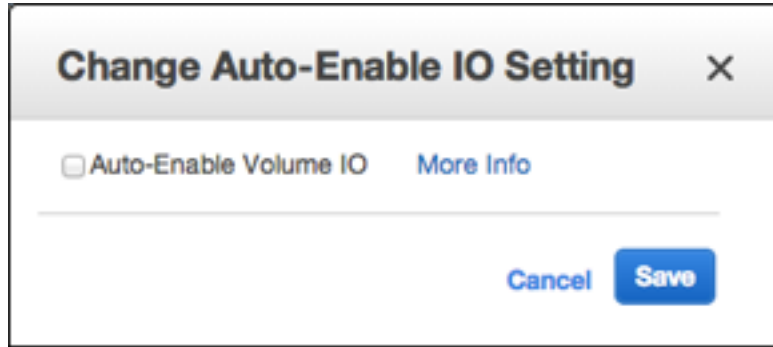 Change Auto-Enable IO Setting
Auto-Enable Volume IO More Info
Cancel Save